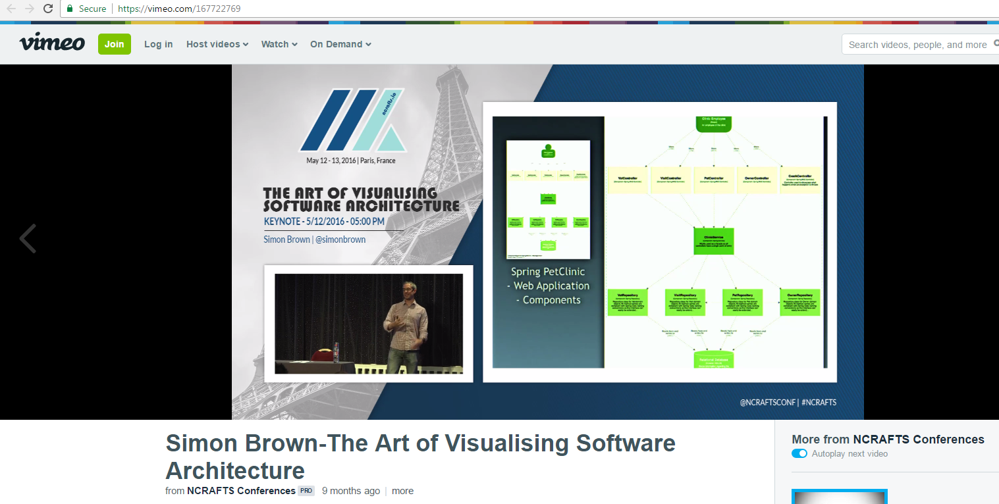 Secure | https://vimeo.com/167722769
vimeo
Join
Log in
Host videos
Watch
On Demand
Search videos, people, and more
ncrafts.io
May 12 - 13, 2016 | Paris, France
THE ART OF VISUALISING
SOFTWARE ARCHITECTURE
KEYNOTE - 5/12/2016 - 05:00 PM
Simon Brown | @simonbrown
Spring PetClinic
- Web Application
- Components
Clinic Employee
VetController
VisitController
PetController
OwnerController
CrashController
ClinicService
VetRepository
VisitRepository
PetRepository
OwnerRepository
Relational Database
@NCRAFTSCONF | #NCRAFTS
Simon Brown-The Art of Visualising Software
Architecture
from NCRAFTS Conferences PRO 9 months ago | more
More from NCRAFTS Conferences
Autoplay next video